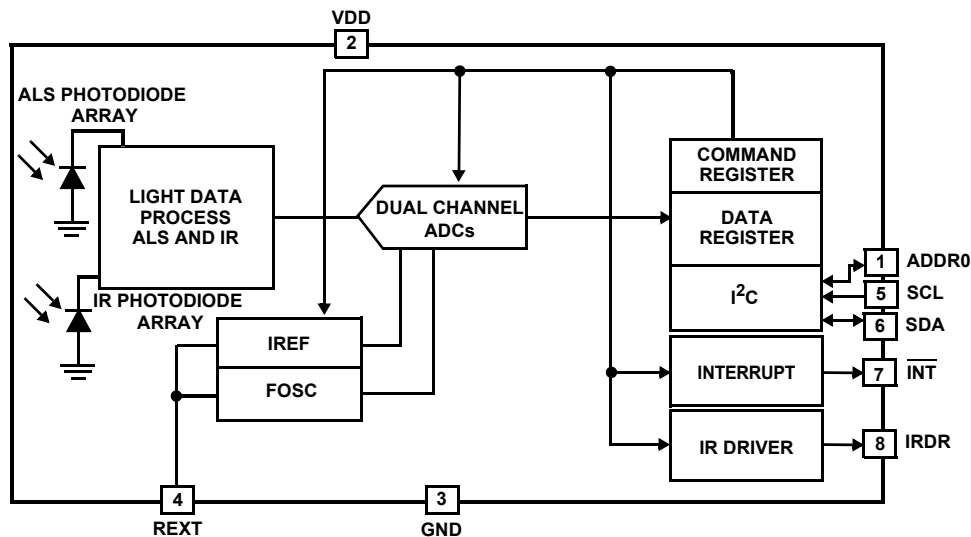 VDD
2
ALS PHOTODIODE
ARRAY
LIGHT DATA
PROCESS
ALS AND IR
IR PHOTODIODE
ARRAY
DUAL CHANNEL
ADCs
IREF
FOSC
COMMAND
REGISTER
DATA
REGISTER
I²C
INTERRUPT
IR DRIVER
1 ADDR0
5 SCL
6 SDA
7 I̅N̅T̅
8 IRDR
4
REXT
3
GND